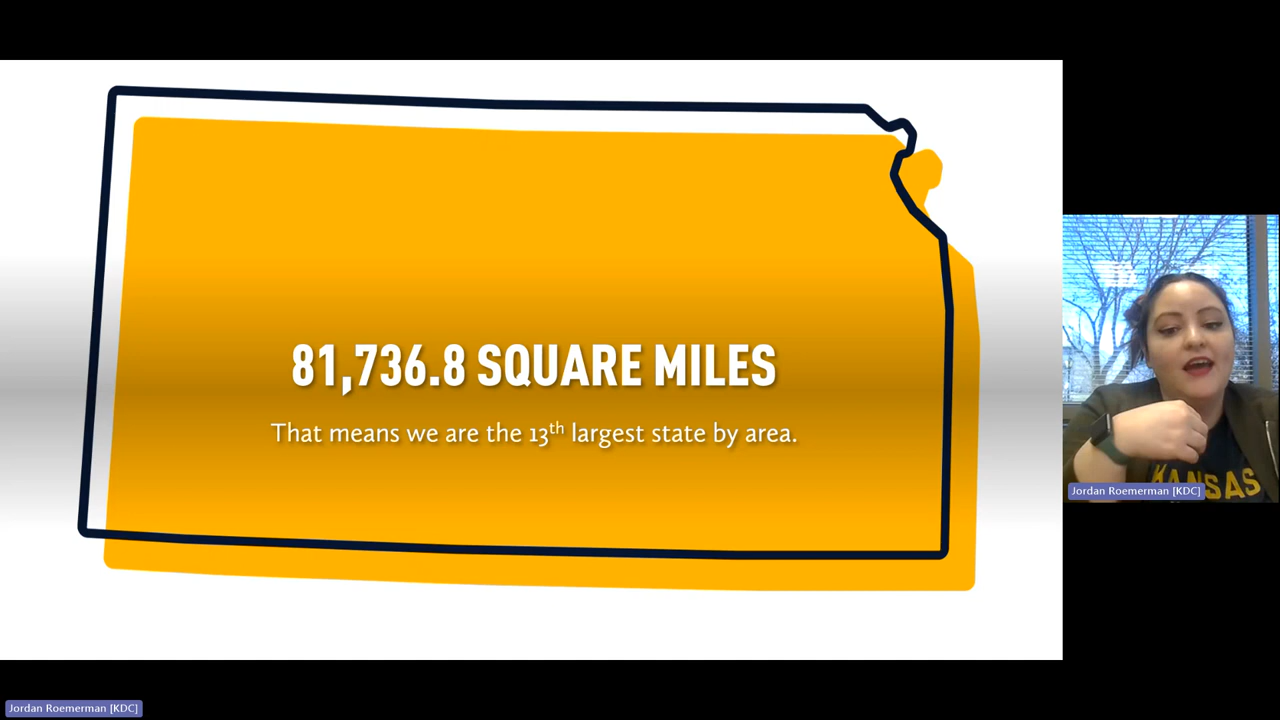 81,736.8 SQUARE MILES
That means we are the 13th largest state by area.
KANSAS
Jordan Roemerman [KDC]
Jordan Roemerman [KDC]